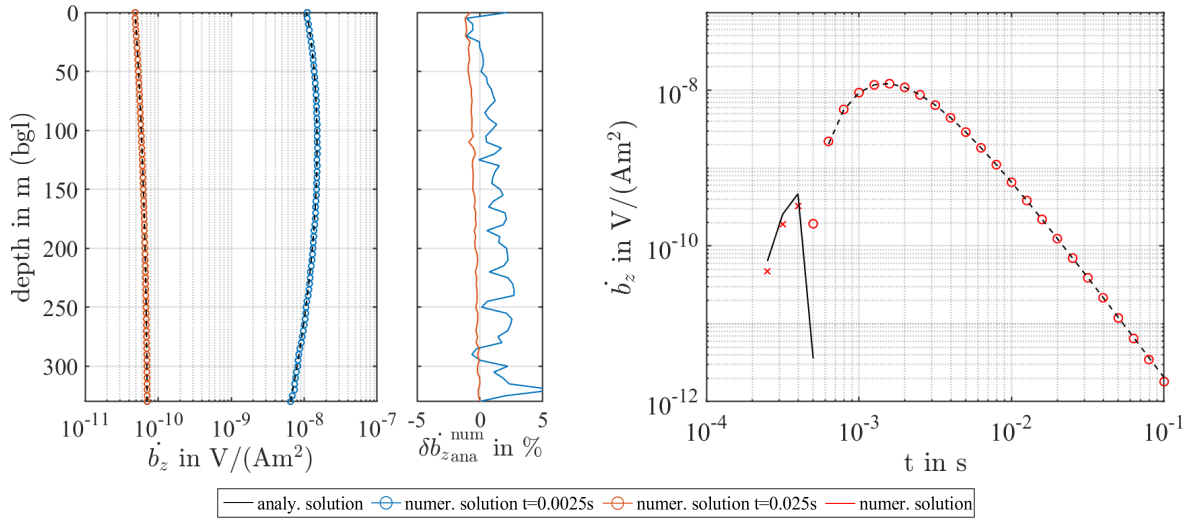 0
50
100
150
200
250
300
depth in m (bgl)
10⁻¹¹ 10⁻¹⁰ 10⁻⁹ 10⁻⁸ 10⁻⁷
ḃ_z in V/(Am²)
-5 0 5
δḃ_z ana^num in %
10⁻⁸
10⁻¹⁰
10⁻¹²
ḃ_z in V/(Am²)
10⁻⁴ 10⁻³ 10⁻² 10⁻¹
t in s
analy. solution numer. solution t=0.0025s numer. solution t=0.025s numer. solution